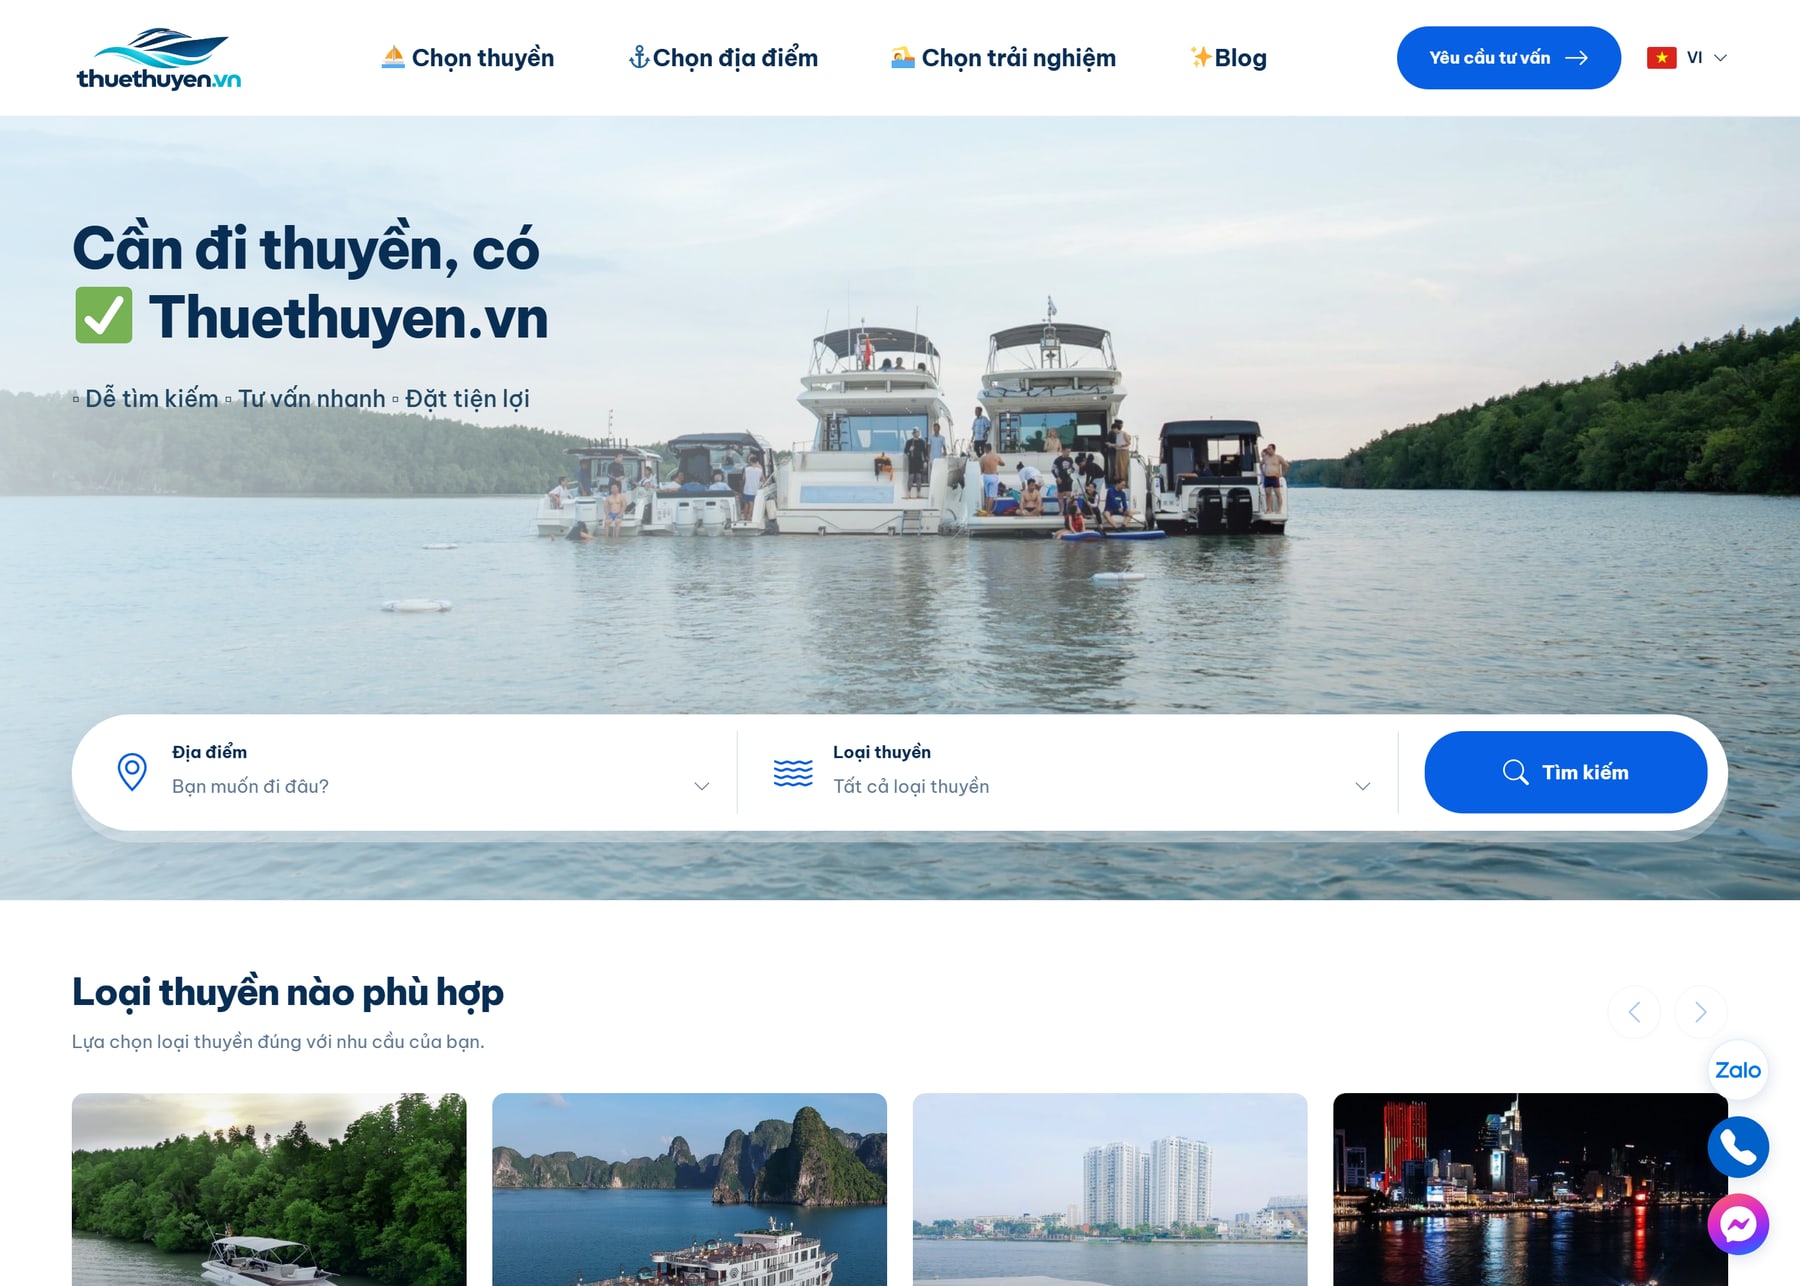 thuethuyen.vn
Chọn thuyền
Chọn địa điểm
Chọn trải nghiệm
Blog
Yêu cầu tư vấn
VI
Cần đi thuyền, có
✅ Thuethuyen.vn
▫ Dễ tìm kiếm ▫ Tư vấn nhanh ▫ Đặt tiện lợi
Địa điểm
Bạn muốn đi đâu?
Loại thuyền
Tất cả loại thuyền
Tìm kiếm
Loại thuyền nào phù hợp
Lựa chọn loại thuyền đúng với nhu cầu của bạn.
Zalo